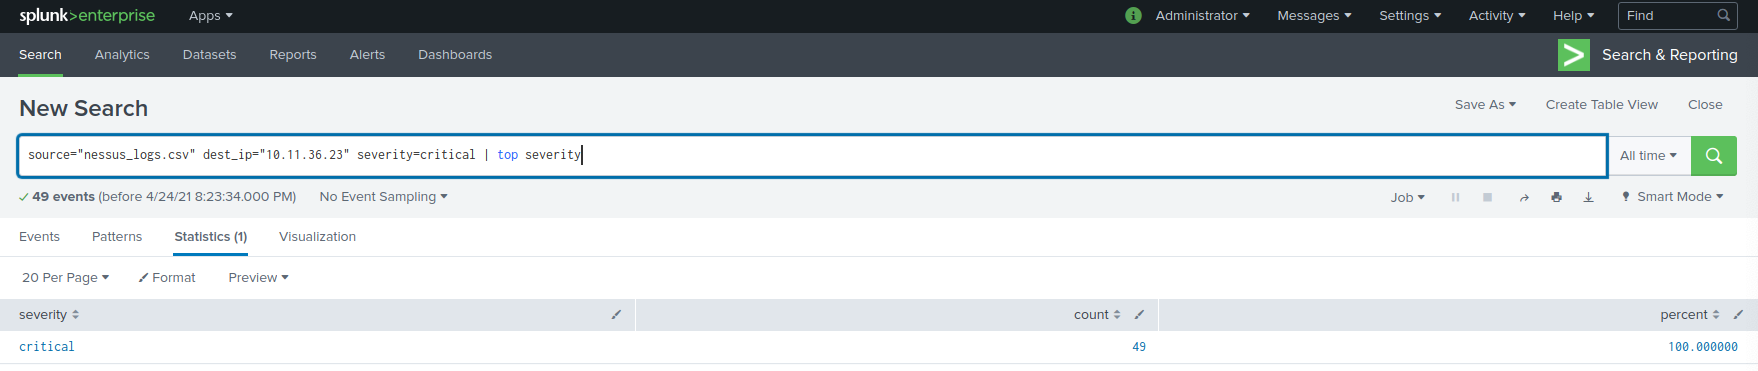 splunk>enterprise Apps Administrator Messages Settings Activity Help Find
Search Analytics Datasets Reports Alerts Dashboards Search & Reporting
New Search Save As Create Table View Close
source="nessus_logs.csv" dest_ip="10.11.36.23" severity=critical | top severity All time
49 events (before 4/24/21 8:23:34.000 PM) No Event Sampling Job Smart Mode
Events Patterns Statistics (1) Visualization
20 Per Page Format Preview
severity count percent
critical 49 100.000000